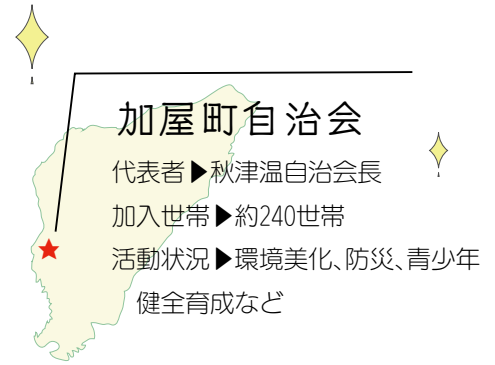 加屋町自治会
代表者▶秋津温自治会長
加入世帯▶約240世帯
活動状況▶環境美化、防災、青少年
健全育成など